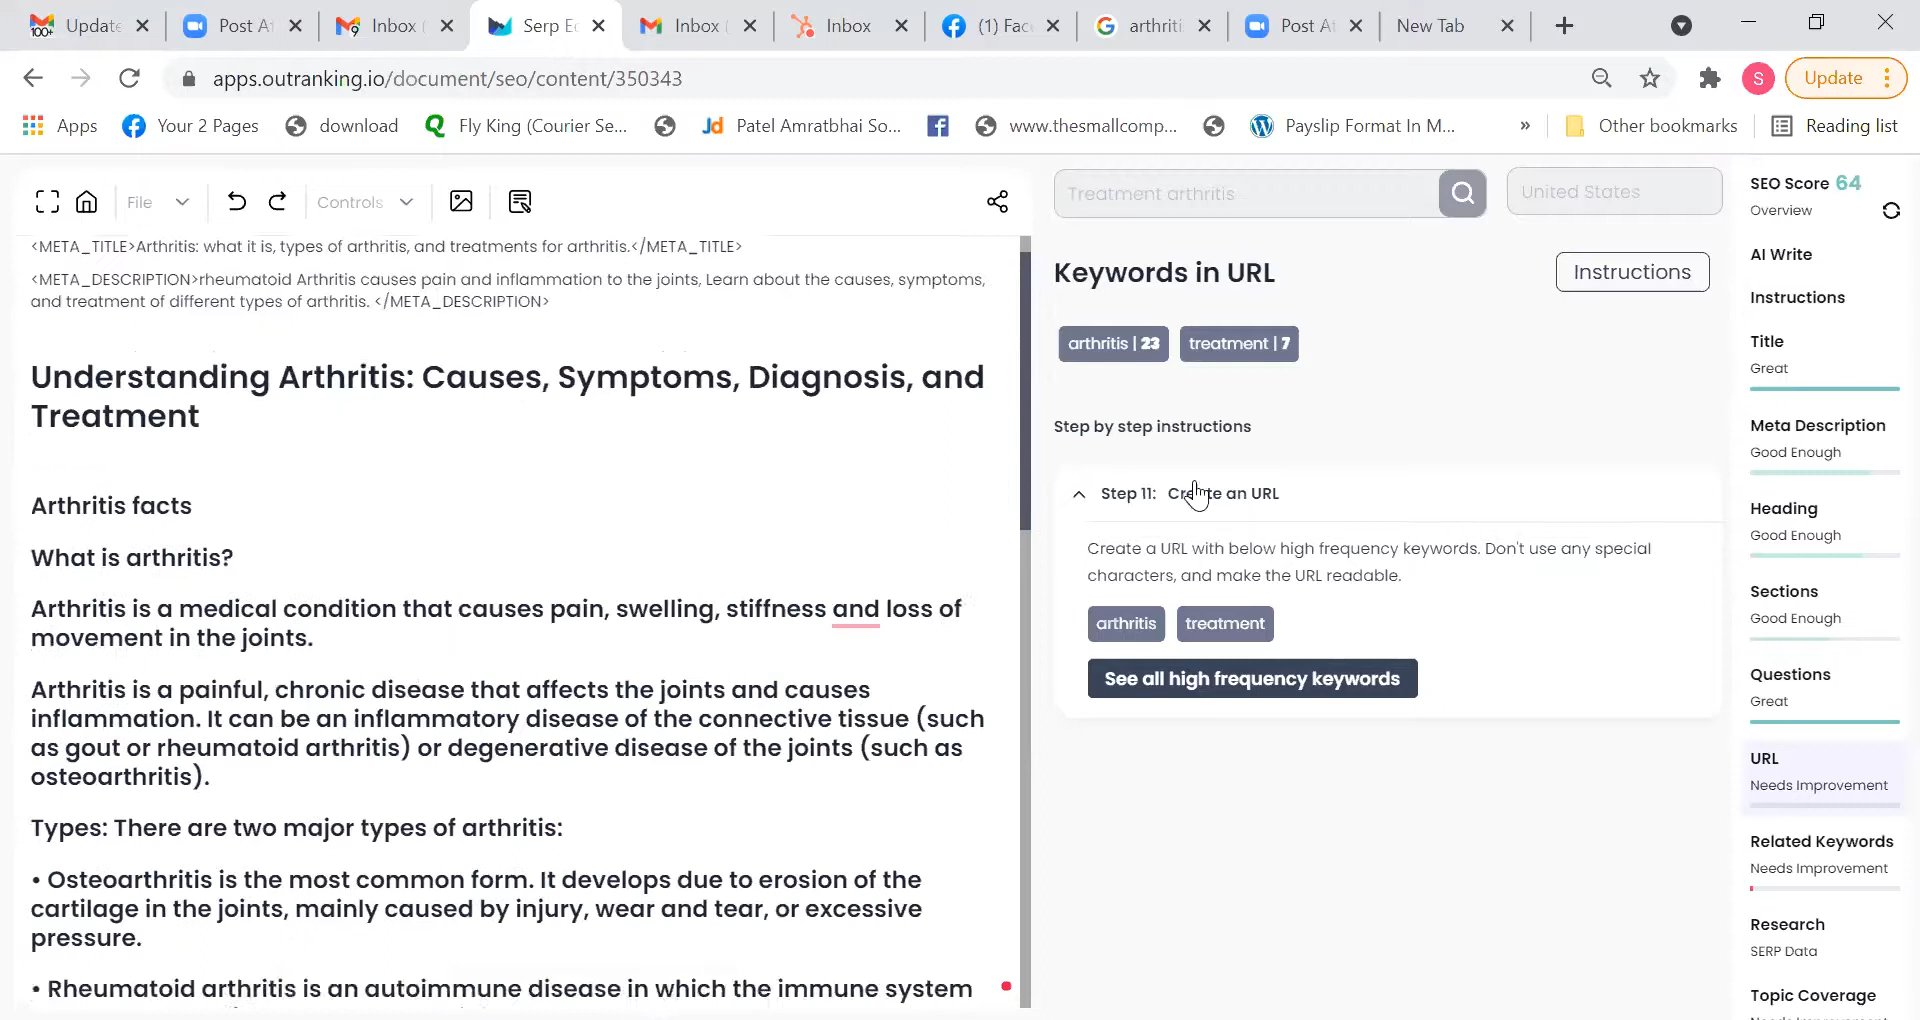 100+
Update
Post At
Inbox (
Serp Ec
Inbox (
Inbox
(1) Fac
arthriti
Post At
New Tab
apps.outranking.io/document/seo/content/350343
S
Update
Apps
Your 2 Pages
download
Fly King (Courier Se...
Jd
Patel Amratbhai So...
www.thesmallcomp...
Payslip Format In M...
»
Other bookmarks
Reading list
File
Controls
<META_TITLE>Arthritis: what it is, types of arthritis, and treatments for arthritis.</META_TITLE>
<META_DESCRIPTION>rheumatoid Arthritis causes pain and inflammation to the joints, Learn about the causes, symptoms,
and treatment of different types of arthritis. </META_DESCRIPTION>
Understanding Arthritis: Causes, Symptoms, Diagnosis, and
Treatment
Arthritis facts
What is arthritis?
Arthritis is a medical condition that causes pain, swelling, stiffness and loss of
movement in the joints.
Arthritis is a painful, chronic disease that affects the joints and causes
inflammation. It can be an inflammatory disease of the connective tissue (such
as gout or rheumatoid arthritis) or degenerative disease of the joints (such as
osteoarthritis).
Types: There are two major types of arthritis:
• Osteoarthritis is the most common form. It develops due to erosion of the
cartilage in the joints, mainly caused by injury, wear and tear, or excessive
pressure.
• Rheumatoid arthritis is an autoimmune disease in which the immune system
Treatment arthritis
United States
Keywords in URL
Instructions
arthritis | 23
treatment | 7
Step by step instructions
Step 11: Create an URL
Create a URL with below high frequency keywords. Don't use any special
characters, and make the URL readable.
arthritis
treatment
See all high frequency keywords
SEO Score 64
Overview
AI Write
Instructions
Title
Great
Meta Description
Good Enough
Heading
Good Enough
Sections
Good Enough
Questions
Great
URL
Needs Improvement
Related Keywords
Needs Improvement
Research
SERP Data
Topic Coverage